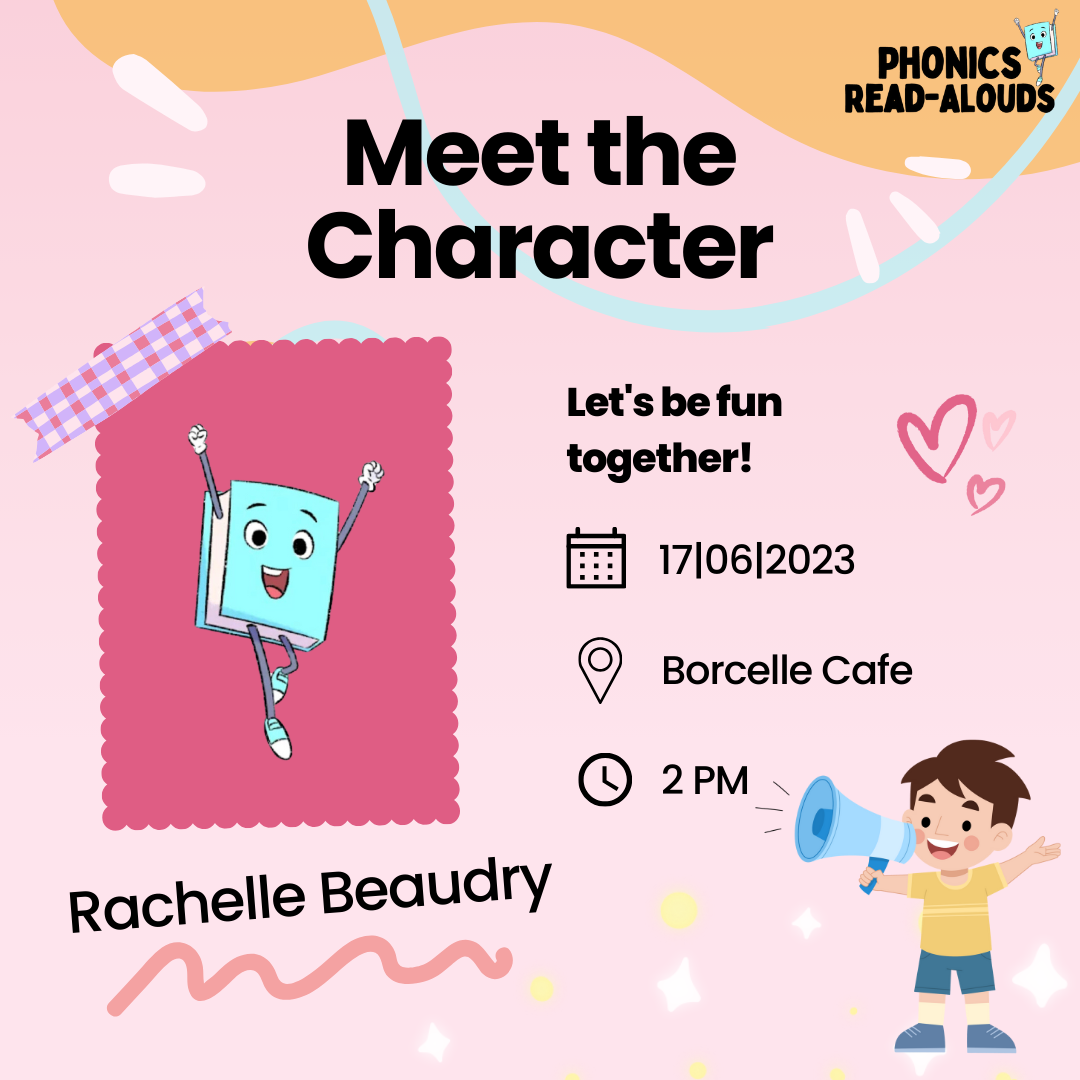 PHONICS
READ-ALOUDS
Meet the
Character
Let's be fun
together!
17|06|2023
Borcelle Cafe
2 PM
Rachelle Beaudry